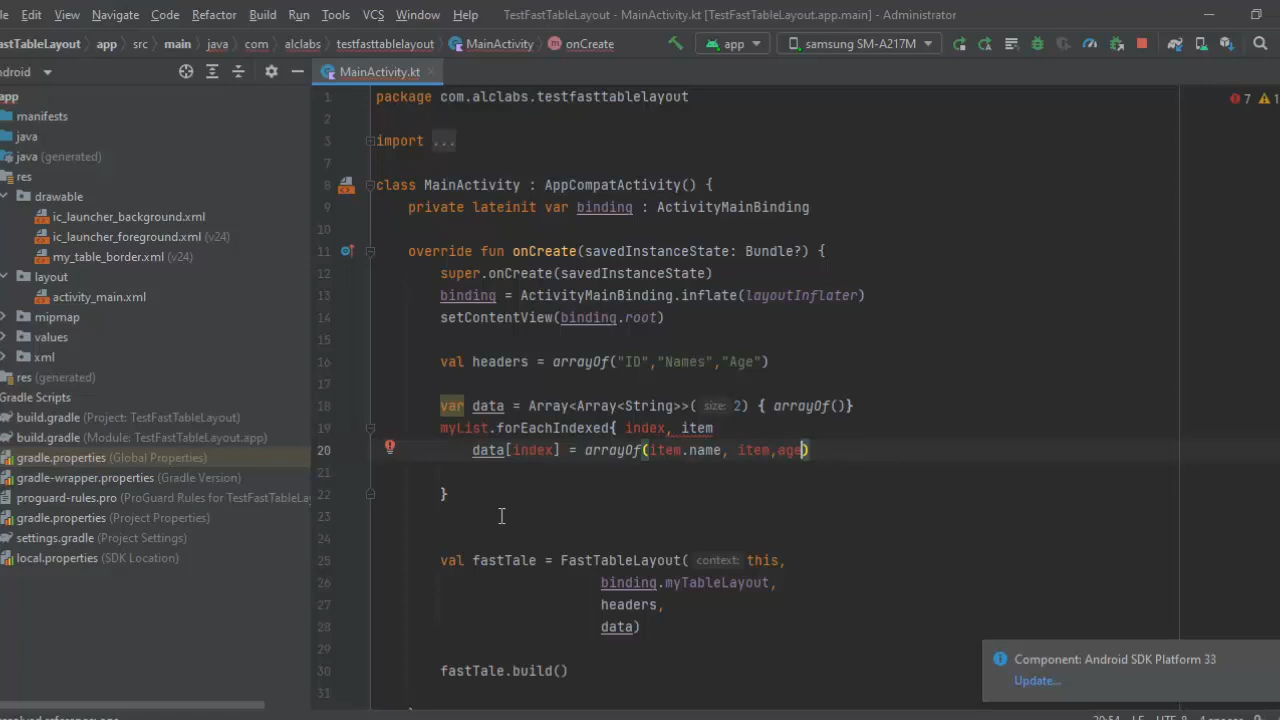 le Edit View Navigate Code Refactor Build Run Tools VCS Window Help TestFastTableLayout - MainActivity.kt [TestFastTableLayout.app.main] - Administrator
astTableLayout app src main java com alclabs testfasttablelayout MainActivity onCreate app samsung SM-A217M
ndroid
MainActivity.kt
app
manifests
java
java (generated)
res
drawable
ic_launcher_background.xml
ic_launcher_foreground.xml (v24)
my_table_border.xml (v24)
layout
activity_main.xml
mipmap
values
xml
res (generated)
Gradle Scripts
build.gradle (Project: TestFastTableLayout)
build.gradle (Module: TestFastTableLayout.app)
gradle.properties (Global Properties)
gradle-wrapper.properties (Gradle Version)
proguard-rules.pro (ProGuard Rules for TestFastTableLa
gradle.properties (Project Properties)
settings.gradle (Project Settings)
local.properties (SDK Location)
7 1
1 package com.alclabs.testfasttablelayout
2
3 import ...
7
8 class MainActivity : AppCompatActivity() {
9 private lateinit var binding : ActivityMainBinding
10
11 override fun onCreate(savedInstanceState: Bundle?) {
12 super.onCreate(savedInstanceState)
13 binding = ActivityMainBinding.inflate(layoutInflater)
14 setContentView(binding.root)
15
16 val headers = arrayOf("ID","Names","Age")
17
18 var data = Array<Array<String>>( size: 2) { arrayOf()}
19 myList.forEachIndexed{ index, item
20 data[index] = arrayOf(item.name, item,age)
21
22 }
23
24
25 val fastTale = FastTableLayout( context: this,
26 binding.myTableLayout,
27 headers,
28 data)
29
30 fastTale.build()
31
Component: Android SDK Platform 33
Update...